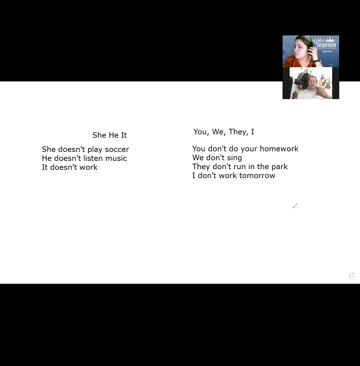 She He It
She doesn't play soccer
He doesn't listen music
It doesn't work
You, We, They, I
You don't do your homework
We don't sing
They don't run in the park
I don't work tomorrow